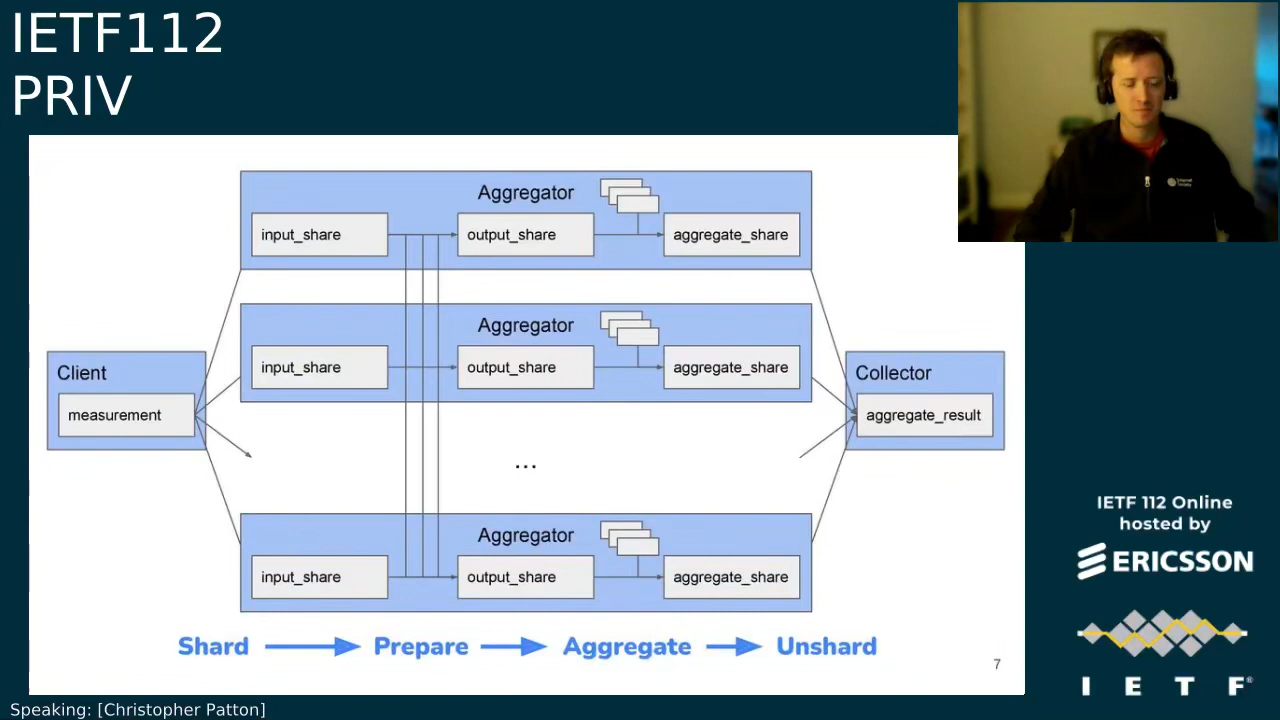 IETF112
PRIV
Aggregator
input_share
output_share
aggregate_share
Aggregator
input_share
output_share
aggregate_share
Client
measurement
Collector
aggregate_result
...
Aggregator
input_share
output_share
aggregate_share
Shard
Prepare
Aggregate
Unshard
7
IETF 112 Online
hosted by
ERICSSON
I E T F®
Speaking: [Christopher Patton]